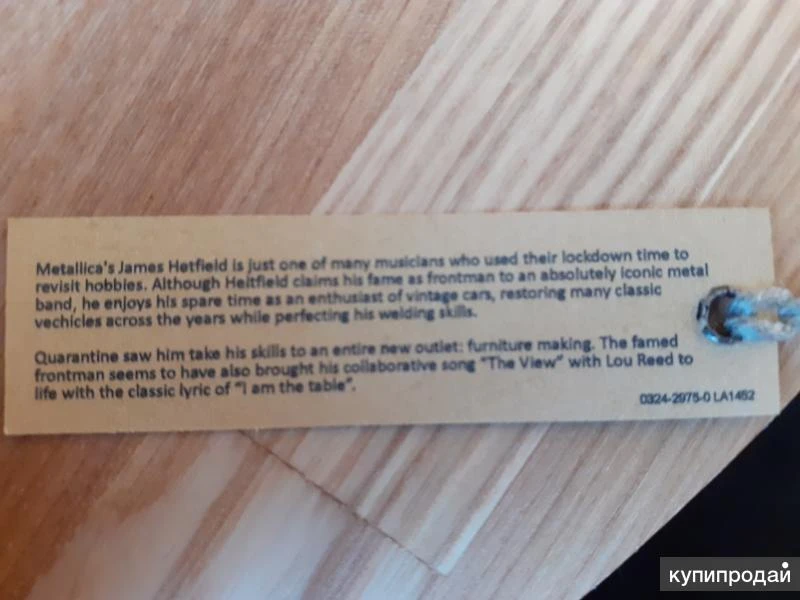 Metallica's James Hetfield is just one of many musicians who used their lockdown time to
revisit hobbies. Although Heitfield claims his fame as frontman to an absolutely iconic metal
band, he enjoys his spare time as an enthusiast of vintage cars, restoring many classic
vechicles across the years while perfecting his welding skills.
Quarantine saw him take his skills to an entire new outlet: furniture making. The famed
frontman seems to have also brought his collaborative song "The View" with Lou Reed to
life with the classic lyric of "I am the table".
0324-2975-0 LA1452
купипродай